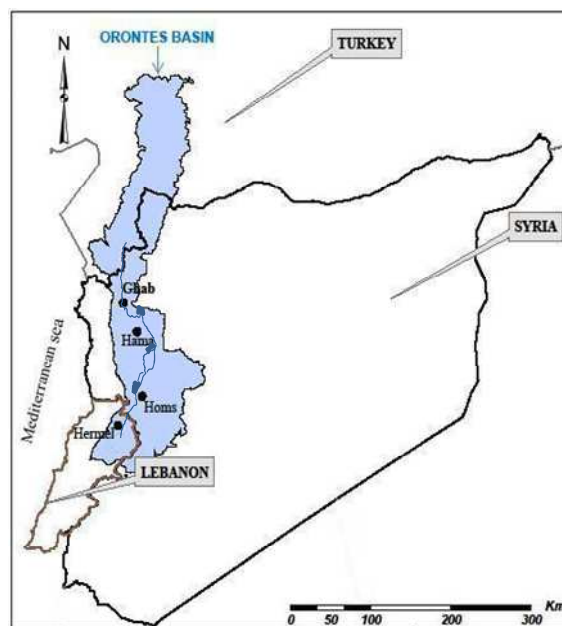 ORONTES BASIN
N
TURKEY
SYRIA
Ghab
Hama
Mediterranean sea
Homs
Hermel
LEBANON
0 50 100 200 300 Km